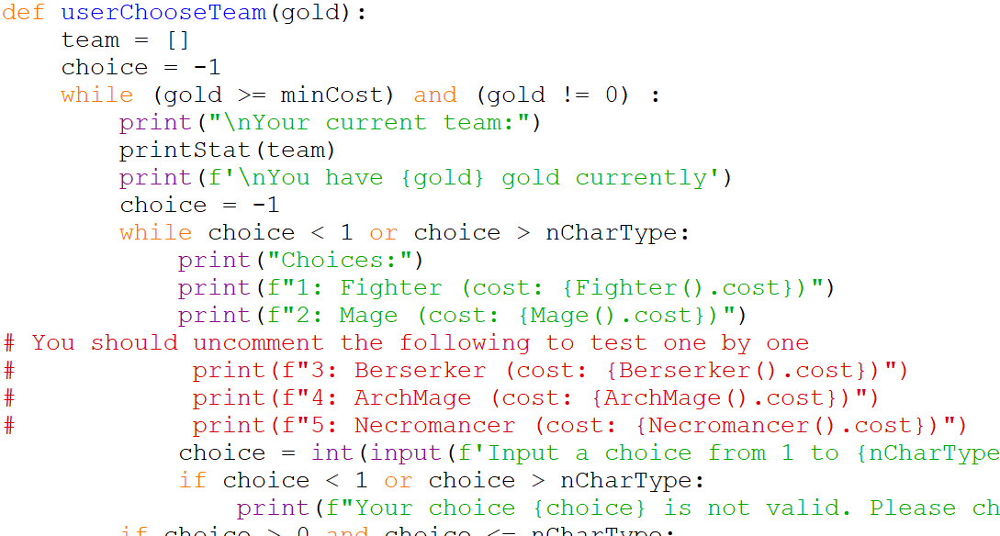 def userChooseTeam(gold):
    team = []
    choice = -1
    while (gold >= minCost) and (gold != 0) :
        print("\nYour current team:")
        printStat(team)
        print(f'\nYou have {gold} gold currently')
        choice = -1
        while choice < 1 or choice > nCharType:
            print("Choices:")
            print(f"1: Fighter (cost: {Fighter().cost})")
            print(f"2: Mage (cost: {Mage().cost})")
# You should uncomment the following to test one by one
#            print(f"3: Berserker (cost: {Berserker().cost})")
#            print(f"4: ArchMage (cost: {ArchMage().cost})")
#            print(f"5: Necromancer (cost: {Necromancer().cost})")
            choice = int(input(f'Input a choice from 1 to {nCharType
            if choice < 1 or choice > nCharType:
                print(f"Your choice {choice} is not valid. Please ch
        if choice > 0 and choice <= nCharType: